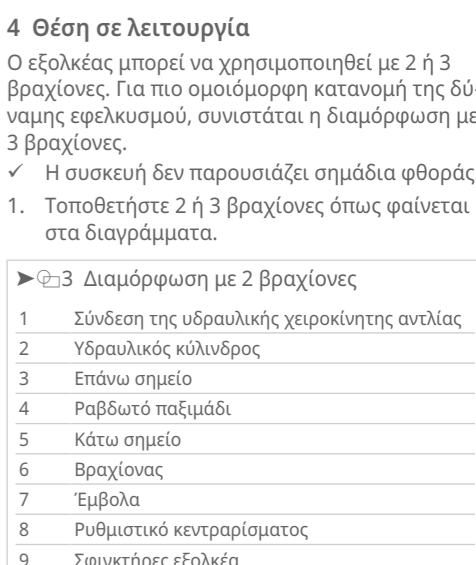 4 Θέση σε λειτουργία
Ο εξολκέας μπορεί να χρησιμοποιηθεί με 2 ή 3
βραχίονες. Για πιο ομοιόμορφη κατανομή της δύ-
ναμης εφελκυσμού, συνιστάται η διαμόρφωση με
3 βραχίονες.
✓ Η συσκευή δεν παρουσιάζει σημάδια φθοράς
1. Τοποθετήστε 2 ή 3 βραχίονες όπως φαίνεται
στα διαγράμματα.
➤ 3 Διαμόρφωση με 2 βραχίονες
1 Σύνδεση της υδραυλικής χειροκίνητης αντλίας
2 Υδραυλικός κύλινδρος
3 Επάνω σημείο
4 Ραβδωτό παξιμάδι
5 Κάτω σημείο
6 Βραχίονας
7 Έμβολα
8 Ρυθμιστικό κεντραρίσματος
9 Σφιγκτήρες εξολκέα